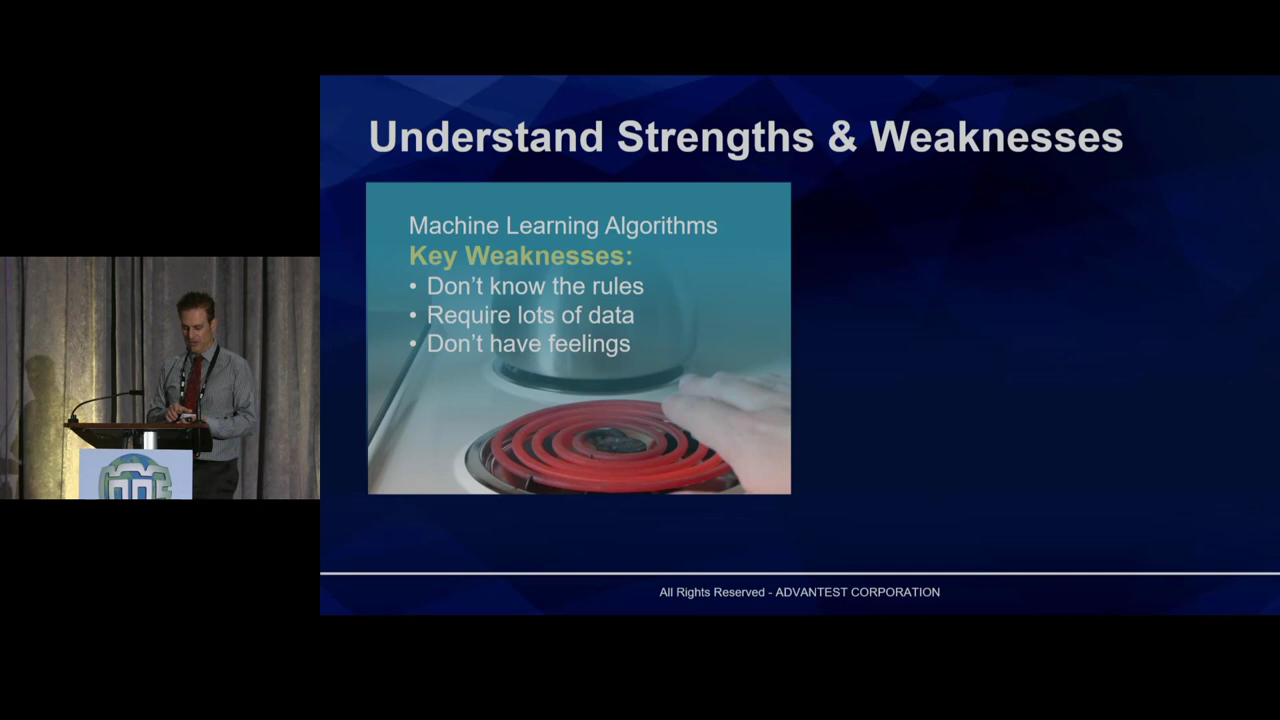 Understand Strengths & Weaknesses
Machine Learning Algorithms
Key Weaknesses:
• Don’t know the rules
• Require lots of data
• Don’t have feelings
All Rights Reserved - ADVANTEST CORPORATION